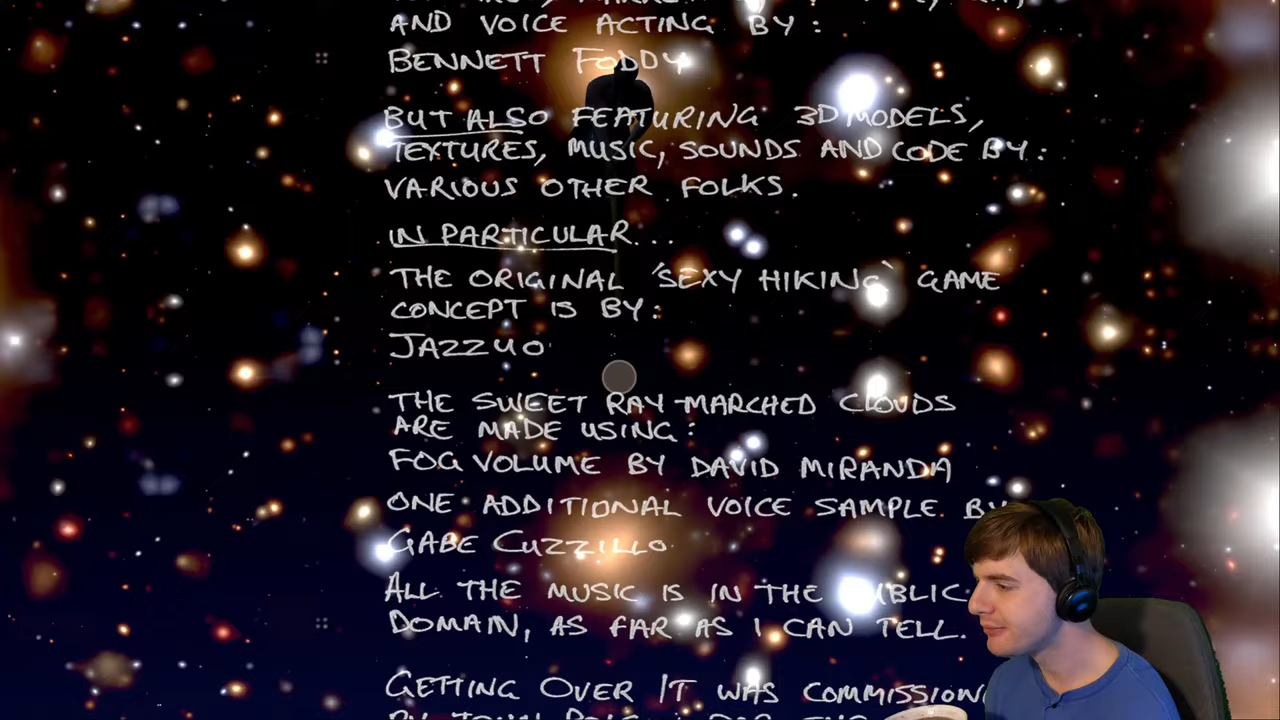 AND VOICE ACTING BY:
BENNETT FODDY
BUT ALSO FEATURING 3D MODELS,
TEXTURES, MUSIC, SOUNDS AND CODE BY:
VARIOUS OTHER FOLKS.
IN PARTICULAR...
THE ORIGINAL 'SEXY HIKING' GAME
CONCEPT IS BY:
JAZZUO
THE SWEET RAY-MARCHED CLOUDS
ARE MADE USING:
FOG VOLUME BY DAVID MIRANDA
ONE ADDITIONAL VOICE SAMPLE BY
GABE CUZZILLO
ALL THE MUSIC IS IN THE
DOMAIN, AS FAR AS I CAN TELL.
GETTING OVER IT WAS